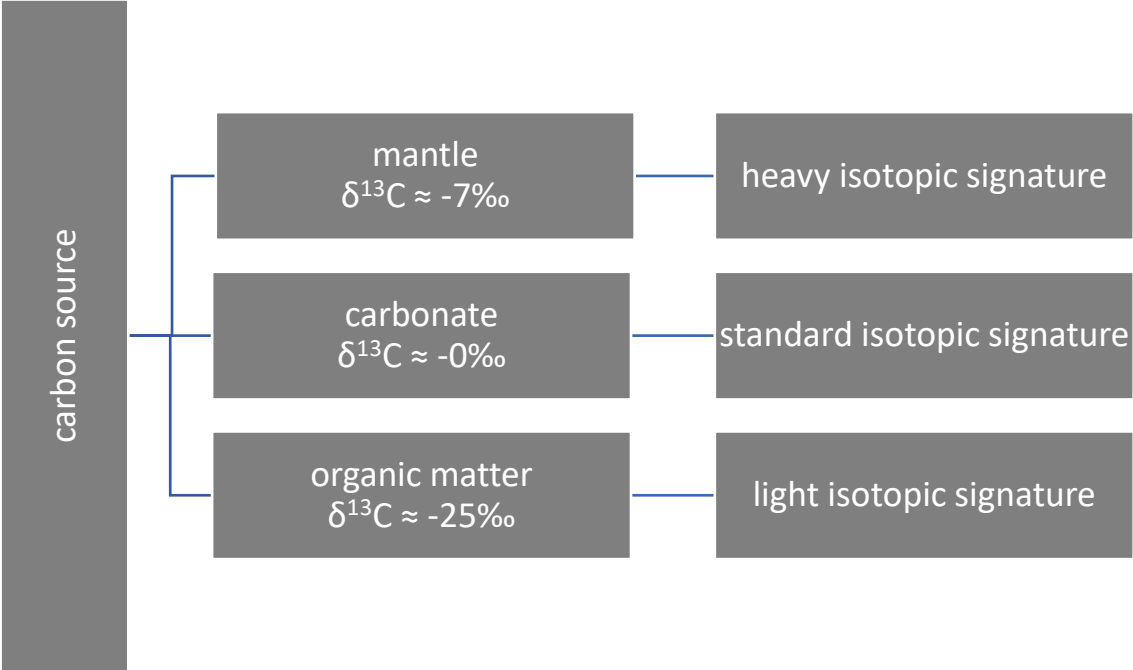 carbon source
mantle
δ¹³C ≈ -7‰
heavy isotopic signature
carbonate
δ¹³C ≈ -0‰
standard isotopic signature
organic matter
δ¹³C ≈ -25‰
light isotopic signature